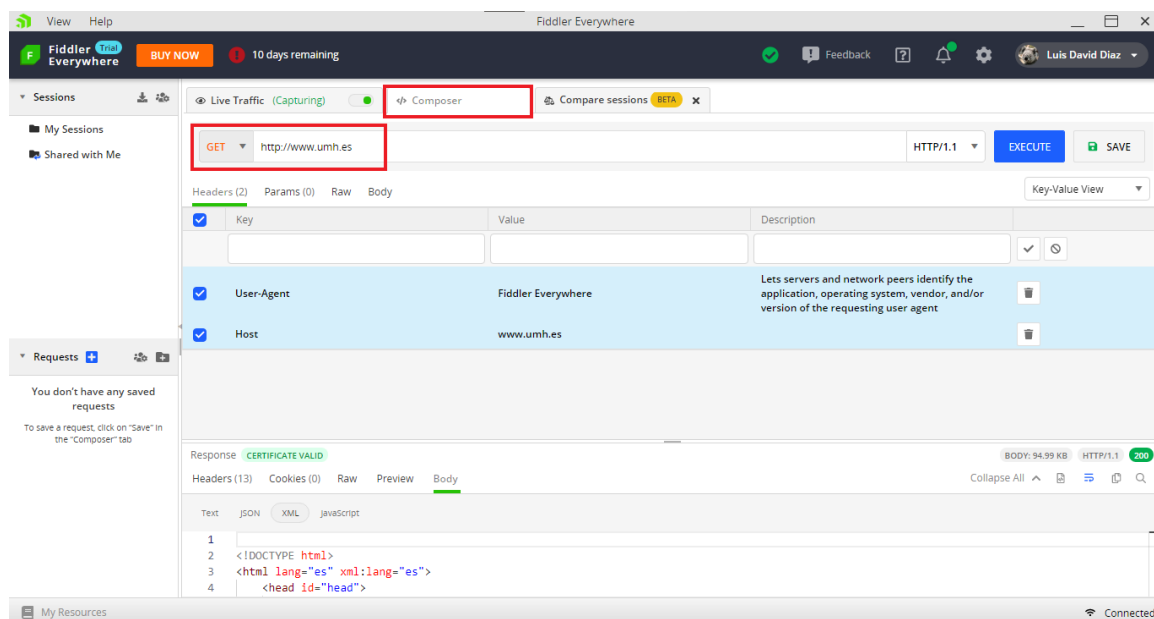 View Help
Fiddler Everywhere
Fiddler Trial
Everywhere
BUY NOW
10 days remaining
Feedback
Luis David Diaz
Sessions
Live Traffic (Capturing)
Composer
Compare sessions BETA
My Sessions
Shared with Me
GET http://www.umh.es
HTTP/1.1
EXECUTE
SAVE
Headers (2) Params (0) Raw Body
Key-Value View
Key Value Description
User-Agent
Fiddler Everywhere
Lets servers and network peers identify the
application, operating system, vendor, and/or
version of the requesting user agent
Host
www.umh.es
Requests
You don't have any saved
requests
To save a request, click on "Save" in
the "Composer" tab
Response CERTIFICATE VALID
BODY: 94.99 KB HTTP/1.1 200
Headers (13) Cookies (0) Raw Preview Body
Collapse All
Text JSON XML JavaScript
1
2 <!DOCTYPE html>
3 <html lang="es" xml:lang="es">
4 <head id="head">
My Resources
Connected